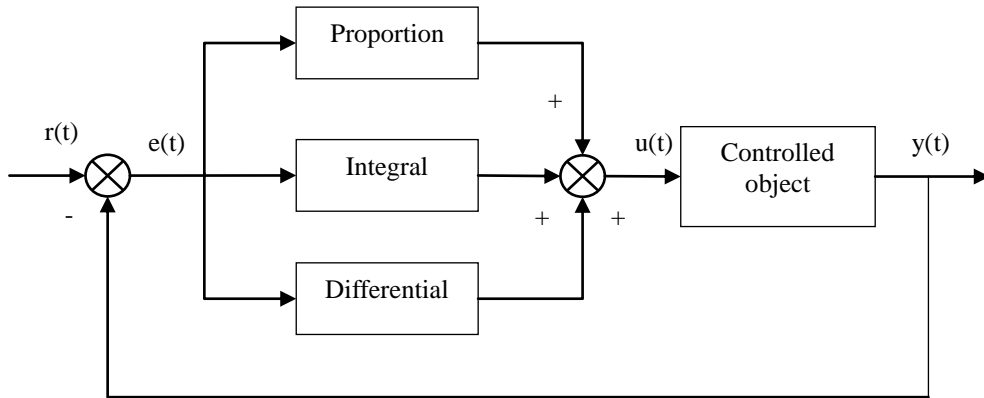 Proportion
+
r(t)
e(t)
Integral
u(t)
Controlled
object
y(t)
-
+
+
Differential